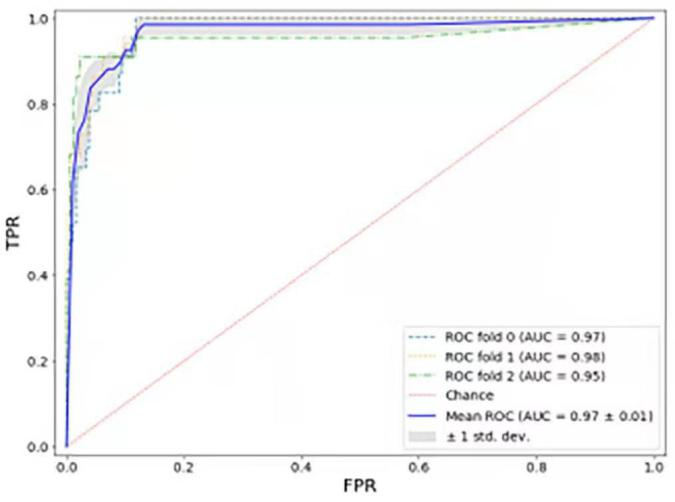 1.0
0.8
0.6
0.4
0.2
0.0
TPR
ROC fold 0 (AUC = 0.97)
ROC fold 1 (AUC = 0.98)
ROC fold 2 (AUC = 0.95)
Chance
Mean ROC (AUC = 0.97 ± 0.01)
± 1 std. dev.
0.0 0.2 0.4 0.6 0.8 1.0
FPR